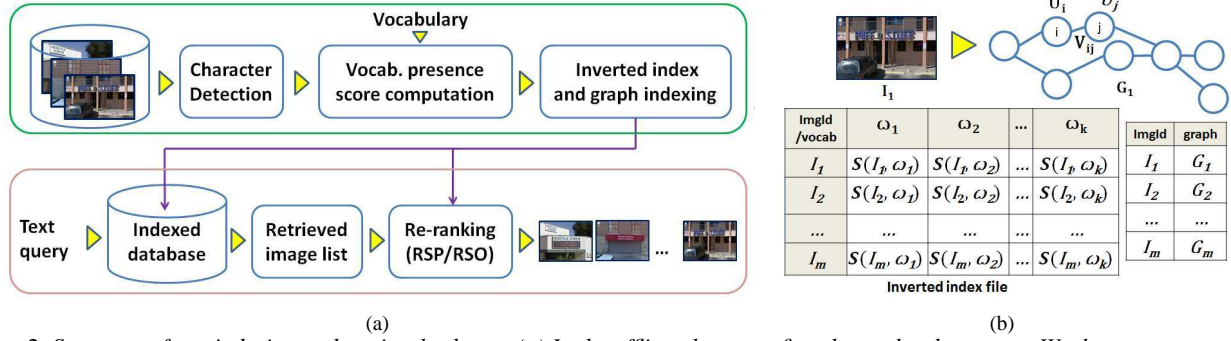 Vocabulary
Character
Detection
Vocab. presence
score computation
Inverted index
and graph indexing
Text
query
Indexed
database
Retrieved
image list
Re-ranking
(RSP/RSO)
...
(a)
I₁
Uᵢ
Uⱼ
i
j
Vᵢⱼ
G₁
ImgId
/vocab
ω₁ ω₂ ... ωₖ
I₁ S(I₁, ω₁) S(I₁, ω₂) ... S(I₁, ωₖ)
I₂ S(I₂, ω₁) S(I₂, ω₂) ... S(I₂, ωₖ)
... ... ... ... ...
Iₘ S(Iₘ, ω₁) S(Iₘ, ω₂) ... S(Iₘ, ωₖ)
Inverted index file
ImgId graph
I₁ G₁
I₂ G₂
... ...
Iₘ Gₘ
(b)